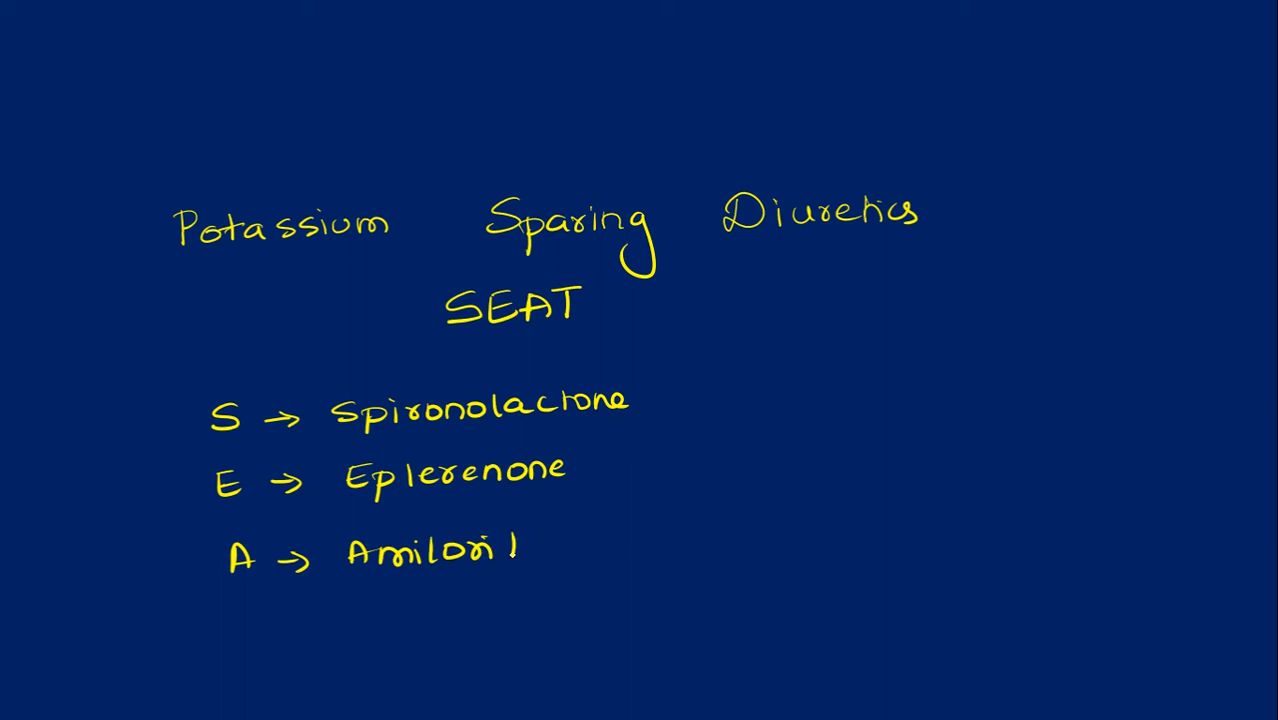 Potassium Sparing Diuretics
SEAT
S → Spironolactone
E → Eplerenone
A → Amilori